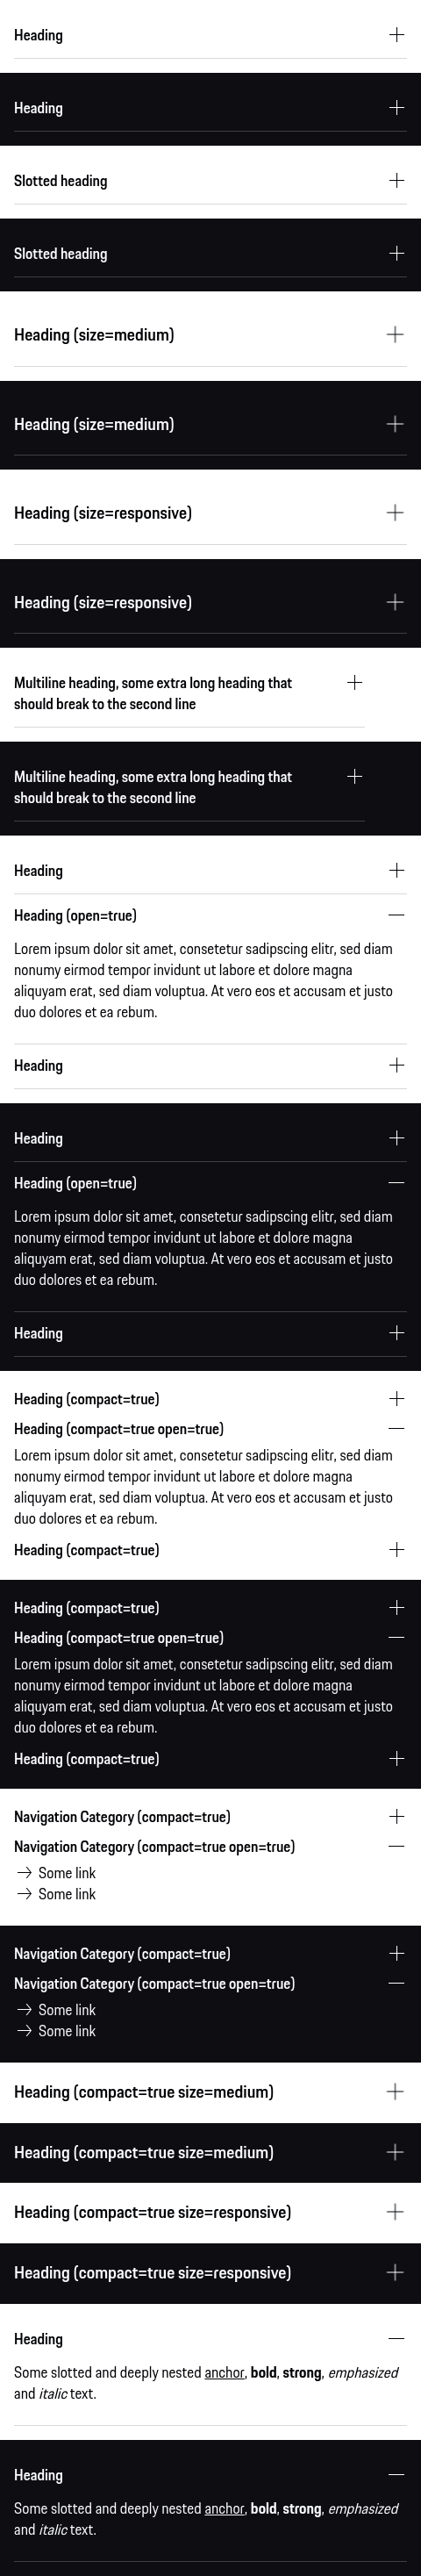 Heading
Heading
Slotted heading
Slotted heading
Heading (size=medium)
Heading (size=medium)
Heading (size=responsive)
Heading (size=responsive)
Multiline heading, some extra long heading that
should break to the second line
Multiline heading, some extra long heading that
should break to the second line
Heading
Heading (open=true)
Lorem ipsum dolor sit amet, consetetur sadipscing elitr, sed diam
nonumy eirmod tempor invidunt ut labore et dolore magna
aliquyam erat, sed diam voluptua. At vero eos et accusam et justo
duo dolores et ea rebum.
Heading
Heading
Heading (open=true)
Lorem ipsum dolor sit amet, consetetur sadipscing elitr, sed diam
nonumy eirmod tempor invidunt ut labore et dolore magna
aliquyam erat, sed diam voluptua. At vero eos et accusam et justo
duo dolores et ea rebum.
Heading
Heading (compact=true)
Heading (compact=true open=true)
Lorem ipsum dolor sit amet, consetetur sadipscing elitr, sed diam
nonumy eirmod tempor invidunt ut labore et dolore magna
aliquyam erat, sed diam voluptua. At vero eos et accusam et justo
duo dolores et ea rebum.
Heading (compact=true)
Heading (compact=true)
Heading (compact=true open=true)
Lorem ipsum dolor sit amet, consetetur sadipscing elitr, sed diam
nonumy eirmod tempor invidunt ut labore et dolore magna
aliquyam erat, sed diam voluptua. At vero eos et accusam et justo
duo dolores et ea rebum.
Heading (compact=true)
Navigation Category (compact=true)
Navigation Category (compact=true open=true)
Some link
Some link
Navigation Category (compact=true)
Navigation Category (compact=true open=true)
Some link
Some link
Heading (compact=true size=medium)
Heading (compact=true size=medium)
Heading (compact=true size=responsive)
Heading (compact=true size=responsive)
Heading
Some slotted and deeply nested anchor, bold, strong, emphasized
and italic text.
Heading
Some slotted and deeply nested anchor, bold, strong, emphasized
and italic text.